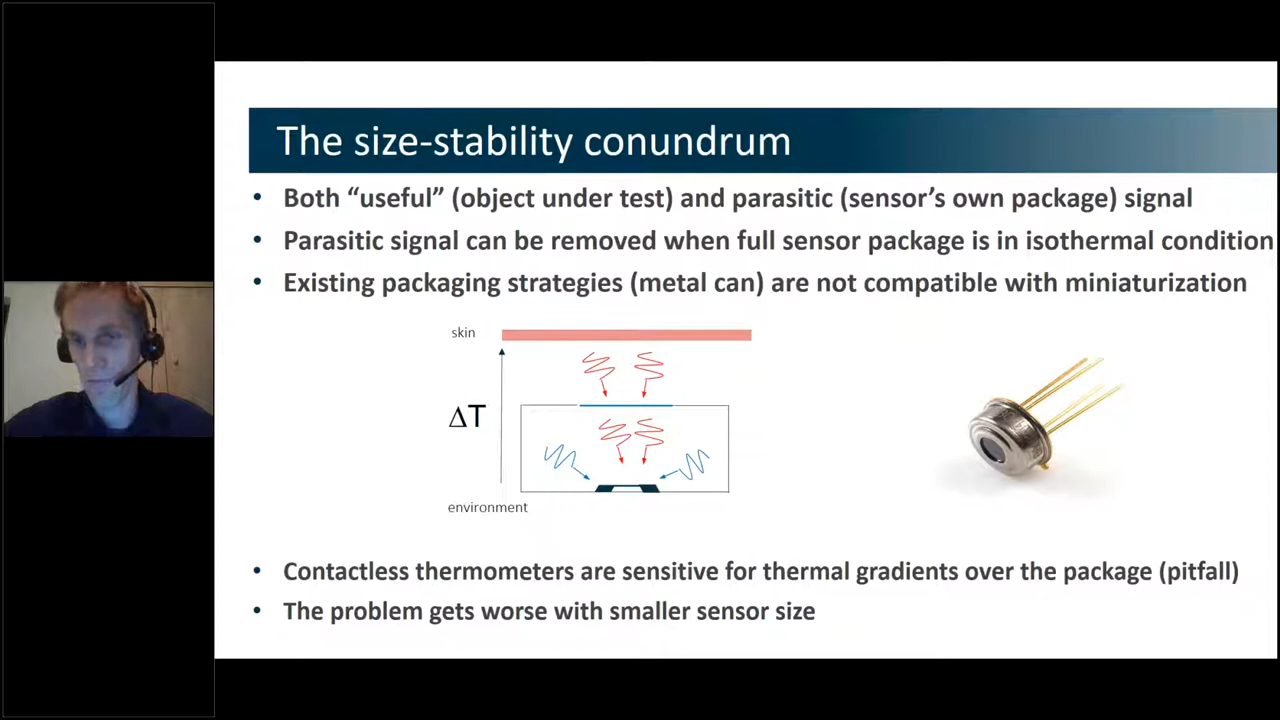 The size-stability conundrum
• Both “useful” (object under test) and parasitic (sensor’s own package) signal
• Parasitic signal can be removed when full sensor package is in isothermal condition
• Existing packaging strategies (metal can) are not compatible with miniaturization
skin
ΔT
environment
• Contactless thermometers are sensitive for thermal gradients over the package (pitfall)
• The problem gets worse with smaller sensor size